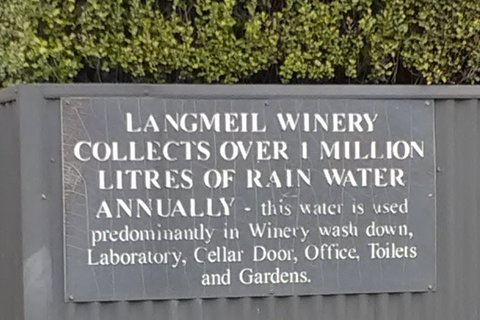 LANGMEIL WINERY
COLLECTS OVER 1 MILLION
LITRES OF RAIN WATER
ANNUALLY - this water is used
predominantly in Winery wash down,
Laboratory, Cellar Door, Office, Toilets
and Gardens.